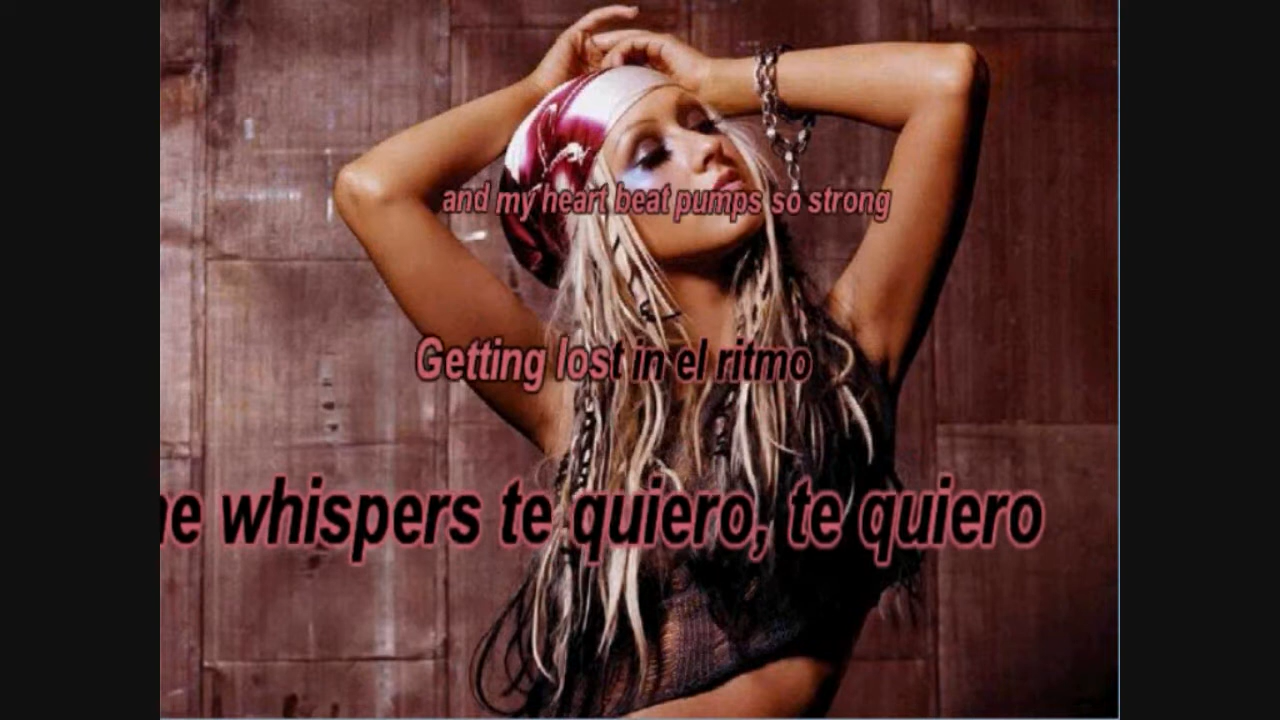 and my heart beat pumps so strong
Getting lost in el ritmo
whispers te quiero, te quiero